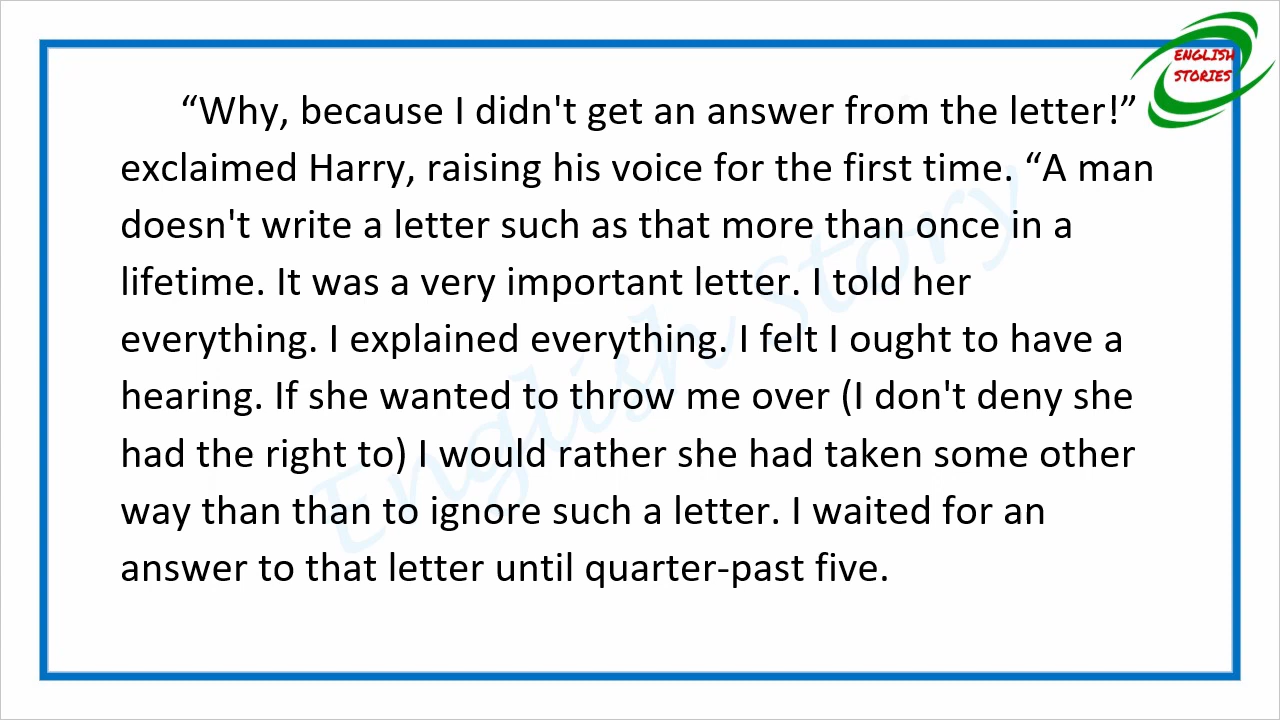 ENGLISH
STORIES
“Why, because I didn't get an answer from the letter!”
exclaimed Harry, raising his voice for the first time. “A man
doesn't write a letter such as that more than once in a
lifetime. It was a very important letter. I told her
everything. I explained everything. I felt I ought to have a
hearing. If she wanted to throw me over (I don't deny she
had the right to) I would rather she had taken some other
way than than to ignore such a letter. I waited for an
answer to that letter until quarter-past five.
English Story